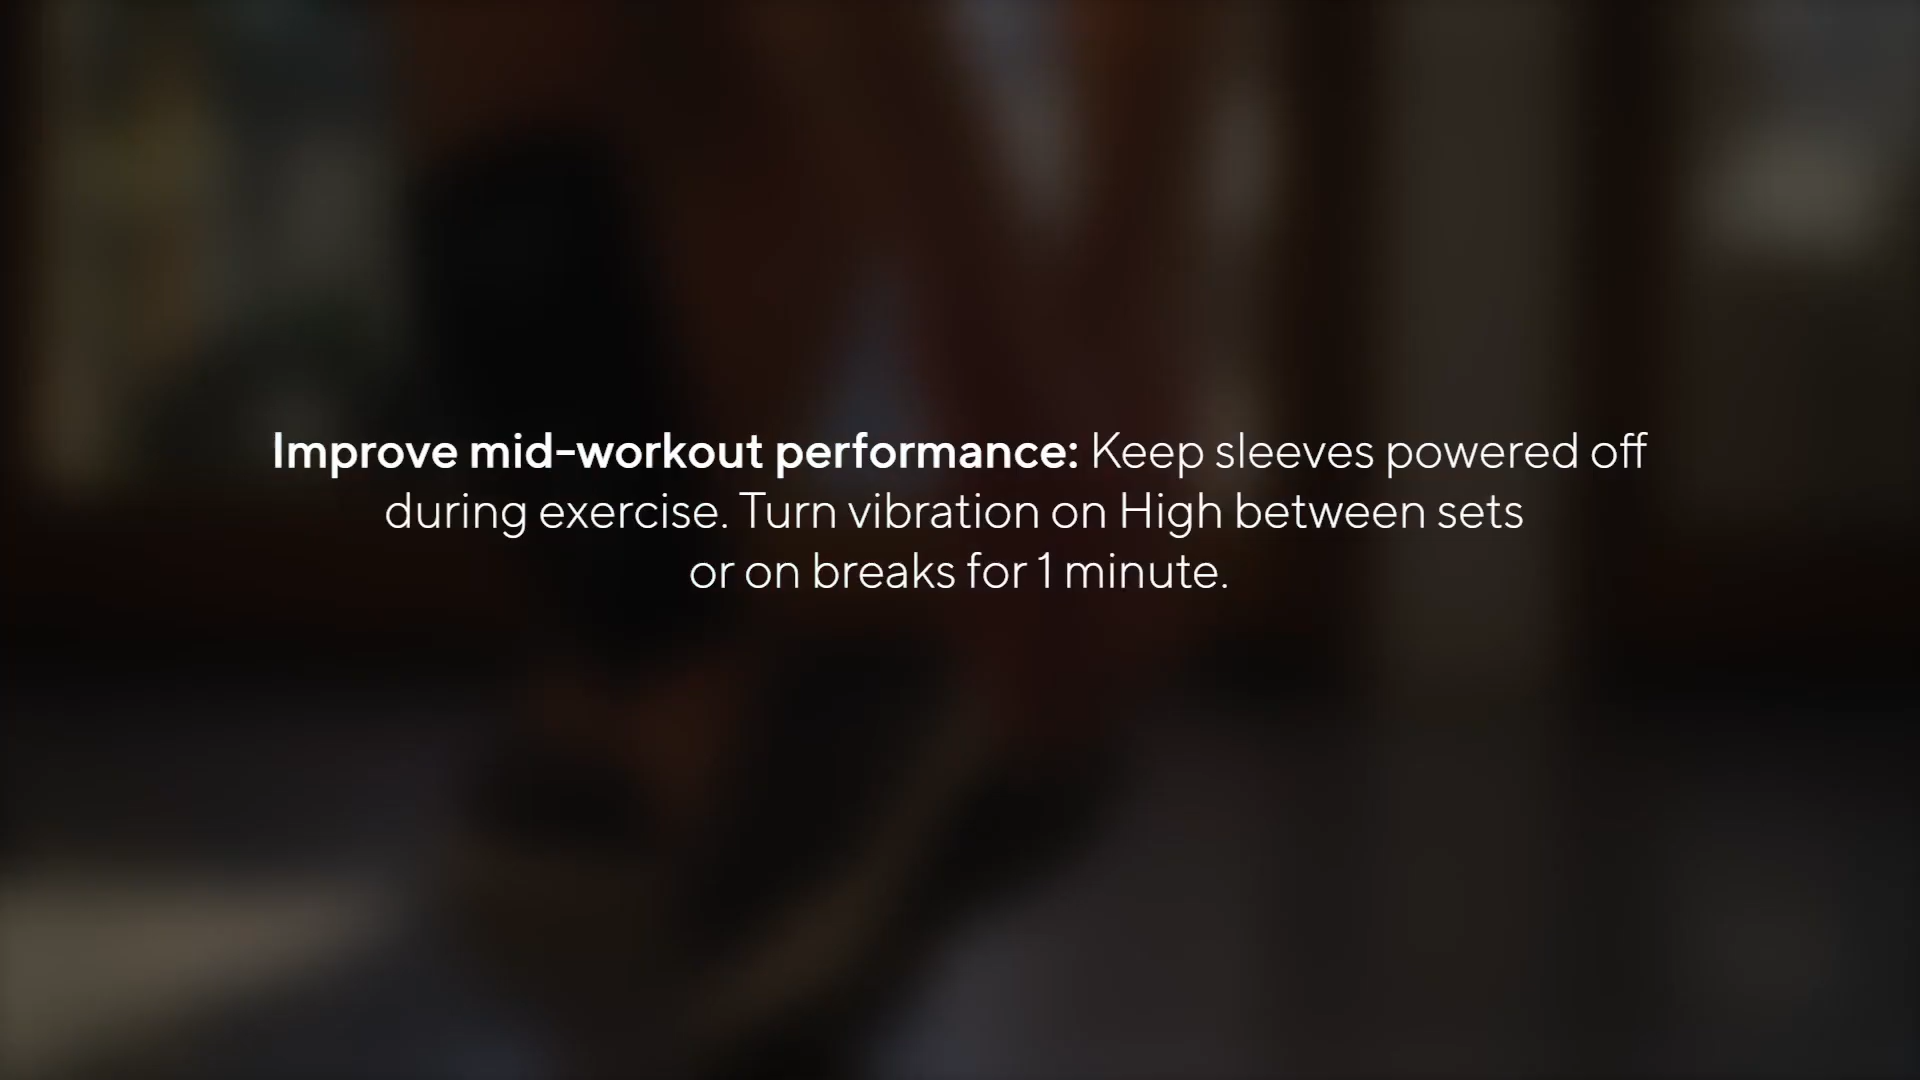 Improve mid-workout performance: Keep sleeves powered off
during exercise. Turn vibration on High between sets
or on breaks for 1 minute.